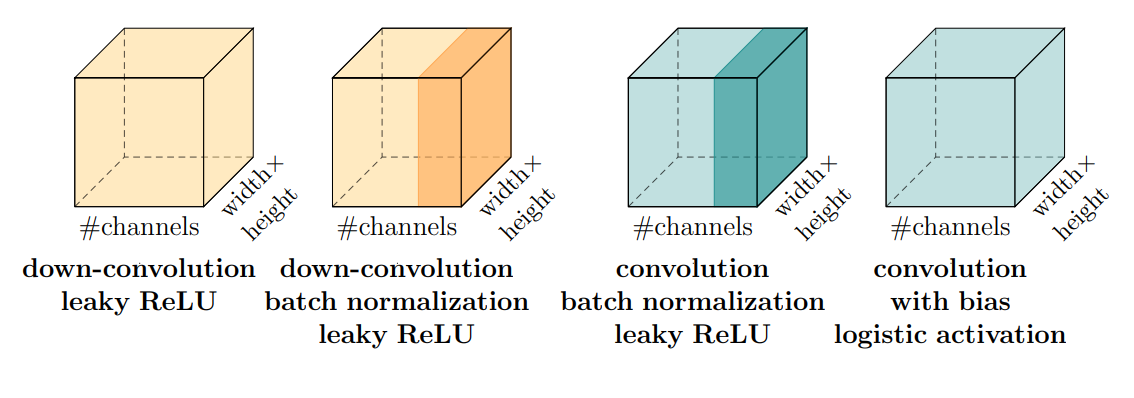 #channels
width+
height
down-convolution
leaky ReLU
#channels
width+
height
down-convolution
batch normalization
leaky ReLU
#channels
width+
height
convolution
batch normalization
leaky ReLU
#channels
width+
height
convolution
with bias
logistic activation